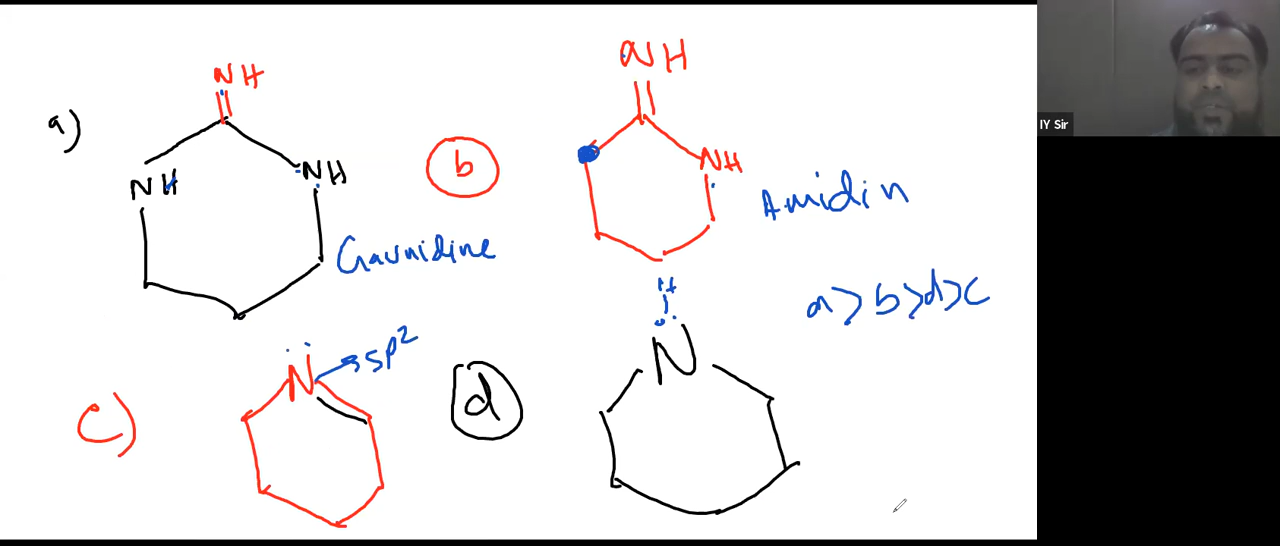 a)
NH
NH
NH
Gaunidine
b
NH
NH
Amidin
a > b > d > c
c)
N
sp²
d
H
N
IY Sir